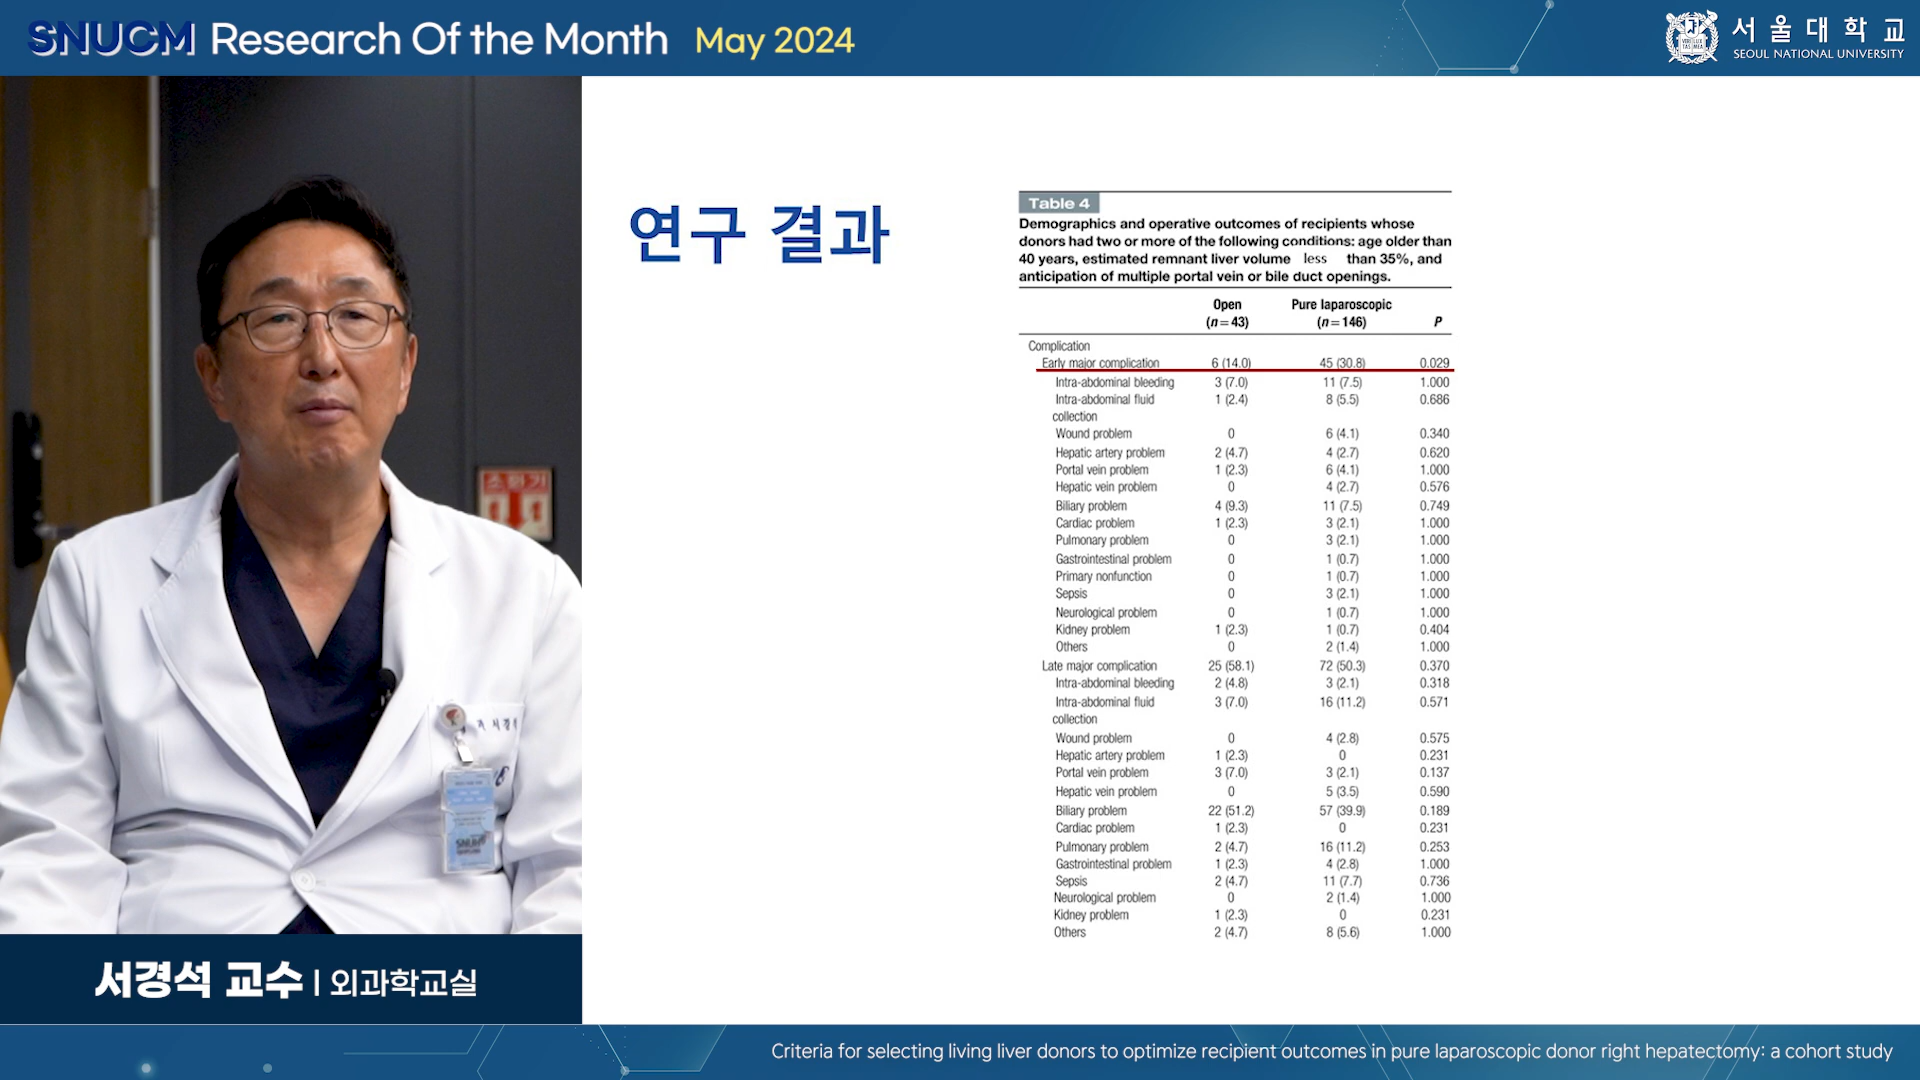 SNUCM Research Of the Month May 2024
서울대학교
SEOUL NATIONAL UNIVERSITY
소화기
서경석 교수 | 외과학교실
연구 결과
Table 4
Demographics and operative outcomes of recipients whose
donors had two or more of the following conditions: age older than
40 years, estimated remnant liver volume less than 35%, and
anticipation of multiple portal vein or bile duct openings.
Open Pure laparoscopic
(n=43) (n=146) P
Complication
Early major complication 6 (14.0) 45 (30.8) 0.029
Intra-abdominal bleeding 3 (7.0) 11 (7.5) 1.000
Intra-abdominal fluid 1 (2.4) 8 (5.5) 0.686
collection
Wound problem 0 6 (4.1) 0.340
Hepatic artery problem 2 (4.7) 4 (2.7) 0.620
Portal vein problem 1 (2.3) 6 (4.1) 1.000
Hepatic vein problem 0 4 (2.7) 0.576
Biliary problem 4 (9.3) 11 (7.5) 0.749
Cardiac problem 1 (2.3) 3 (2.1) 1.000
Pulmonary problem 0 3 (2.1) 1.000
Gastrointestinal problem 0 1 (0.7) 1.000
Primary nonfunction 0 1 (0.7) 1.000
Sepsis 0 3 (2.1) 1.000
Neurological problem 0 1 (0.7) 1.000
Kidney problem 1 (2.3) 1 (0.7) 0.404
Others 0 2 (1.4) 1.000
Late major complication 25 (58.1) 72 (50.3) 0.370
Intra-abdominal bleeding 2 (4.8) 3 (2.1) 0.318
Intra-abdominal fluid 3 (7.0) 16 (11.2) 0.571
collection
Wound problem 0 4 (2.8) 0.575
Hepatic artery problem 1 (2.3) 0 0.231
Portal vein problem 3 (7.0) 3 (2.1) 0.137
Hepatic vein problem 0 5 (3.5) 0.590
Biliary problem 22 (51.2) 57 (39.9) 0.189
Cardiac problem 1 (2.3) 0 0.231
Pulmonary problem 2 (4.7) 16 (11.2) 0.253
Gastrointestinal problem 1 (2.3) 4 (2.8) 1.000
Sepsis 2 (4.7) 11 (7.7) 0.736
Neurological problem 0 2 (1.4) 1.000
Kidney problem 1 (2.3) 0 0.231
Others 2 (4.7) 8 (5.6) 1.000
Criteria for selecting living liver donors to optimize recipient outcomes in pure laparoscopic donor right hepatectomy: a cohort study